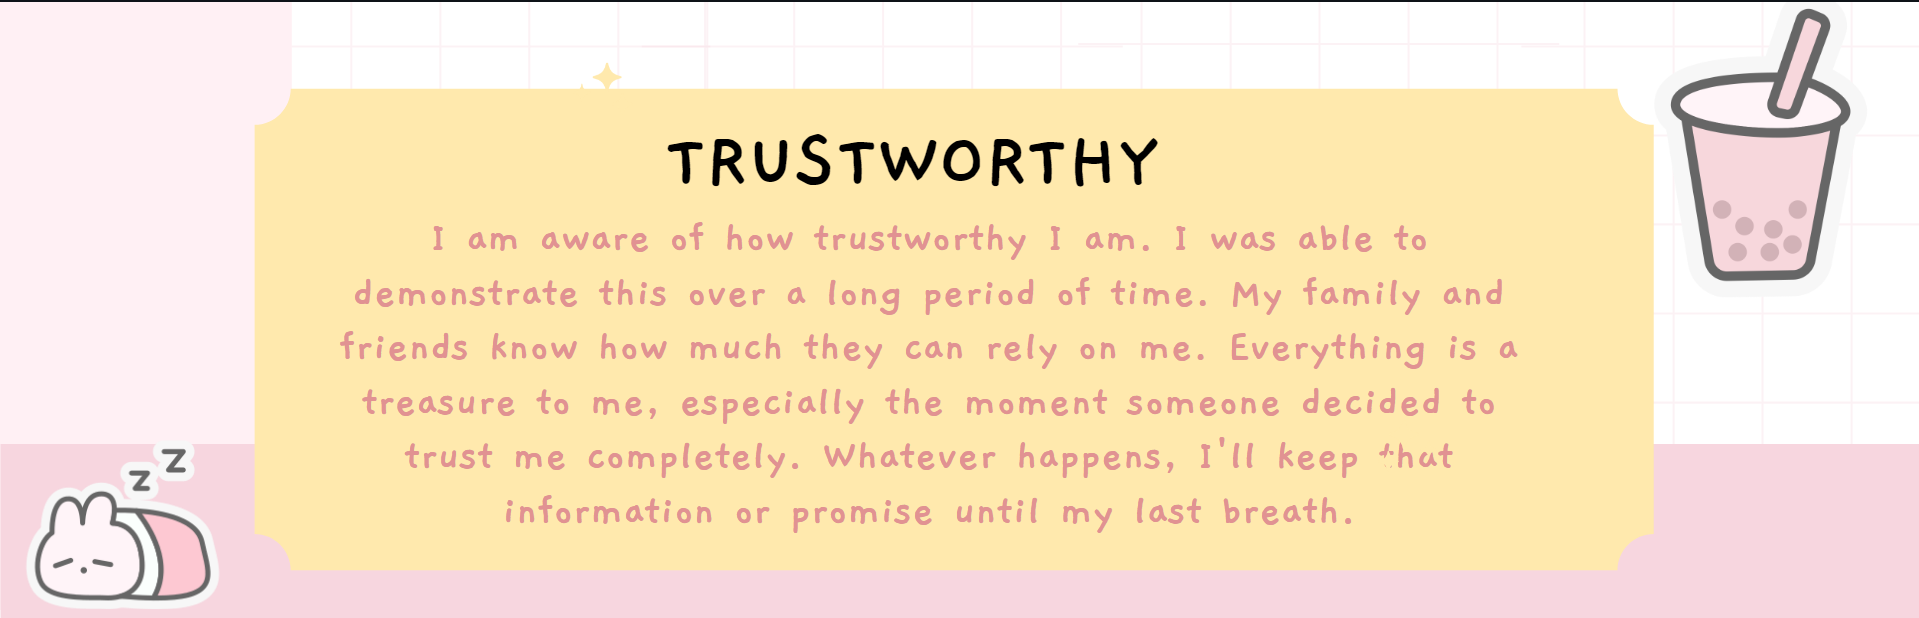 TRUSTWORTHY
I am aware of how trustworthy I am. I was able to
demonstrate this over a long period of time. My family and
friends know how much they can rely on me. Everything is a
treasure to me, especially the moment someone decided to
trust me completely. Whatever happens, I'll keep that
information or promise until my last breath.
z z